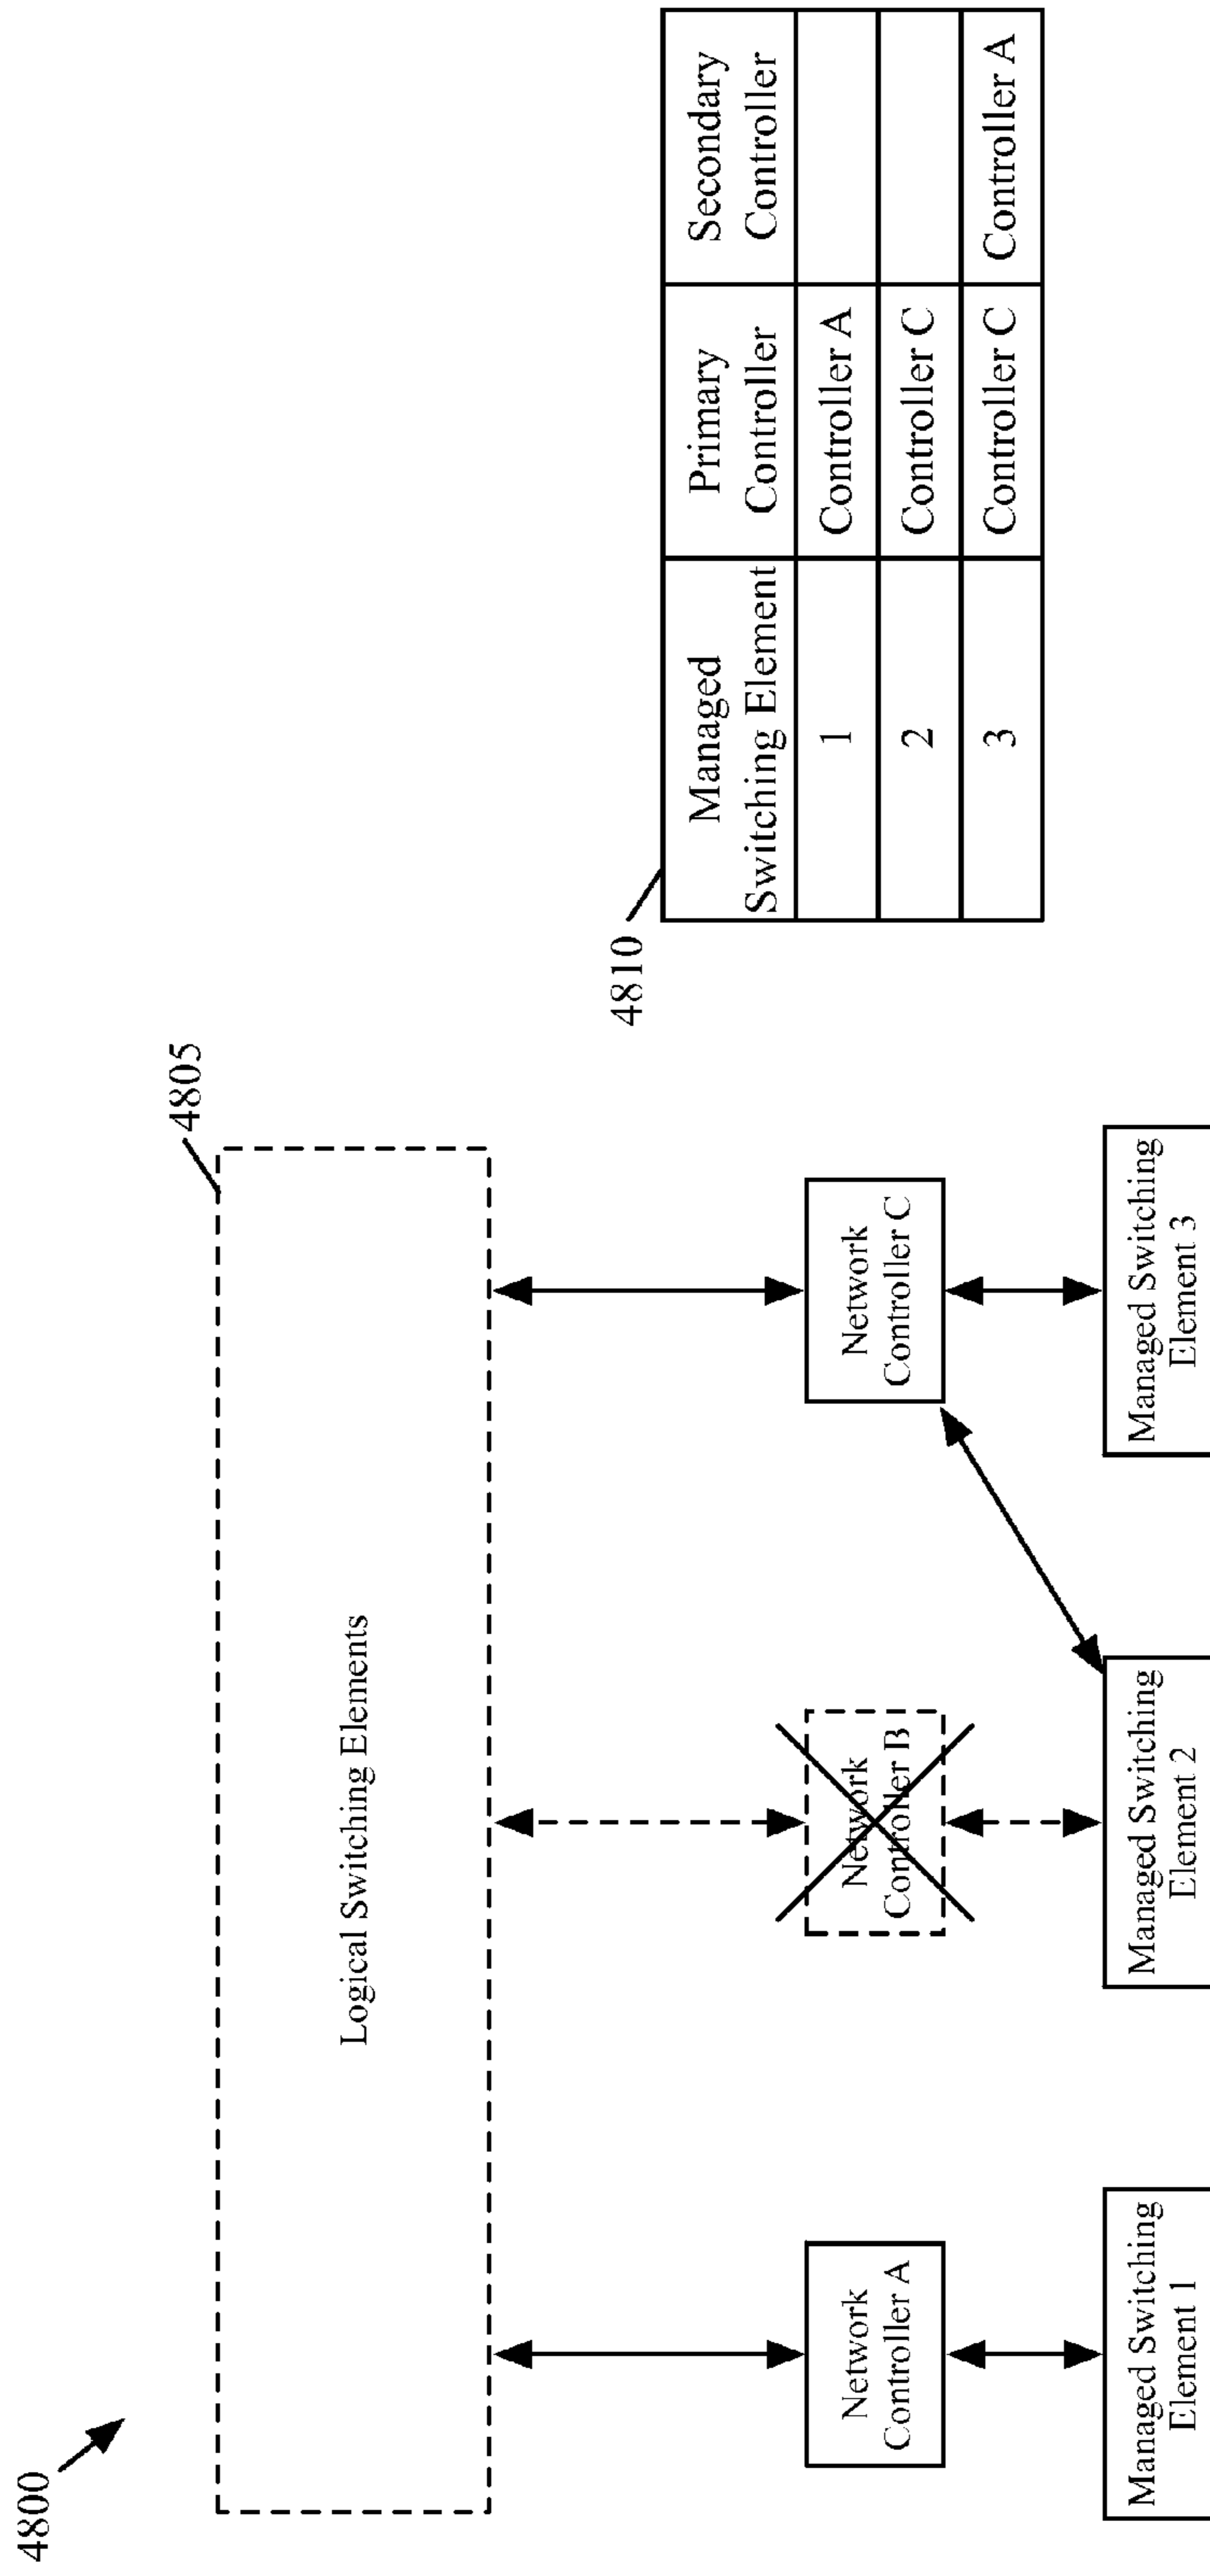 4800
4805
Logical Switching Elements
Network
Controller A
Network
Controller B
Network
Controller C
Managed Switching
Element 1
Managed Switching
Element 2
Managed Switching
Element 3
4810
Managed
Switching Element
Primary
Controller
Secondary
Controller
1
Controller A
2
Controller C
3
Controller C
Controller A